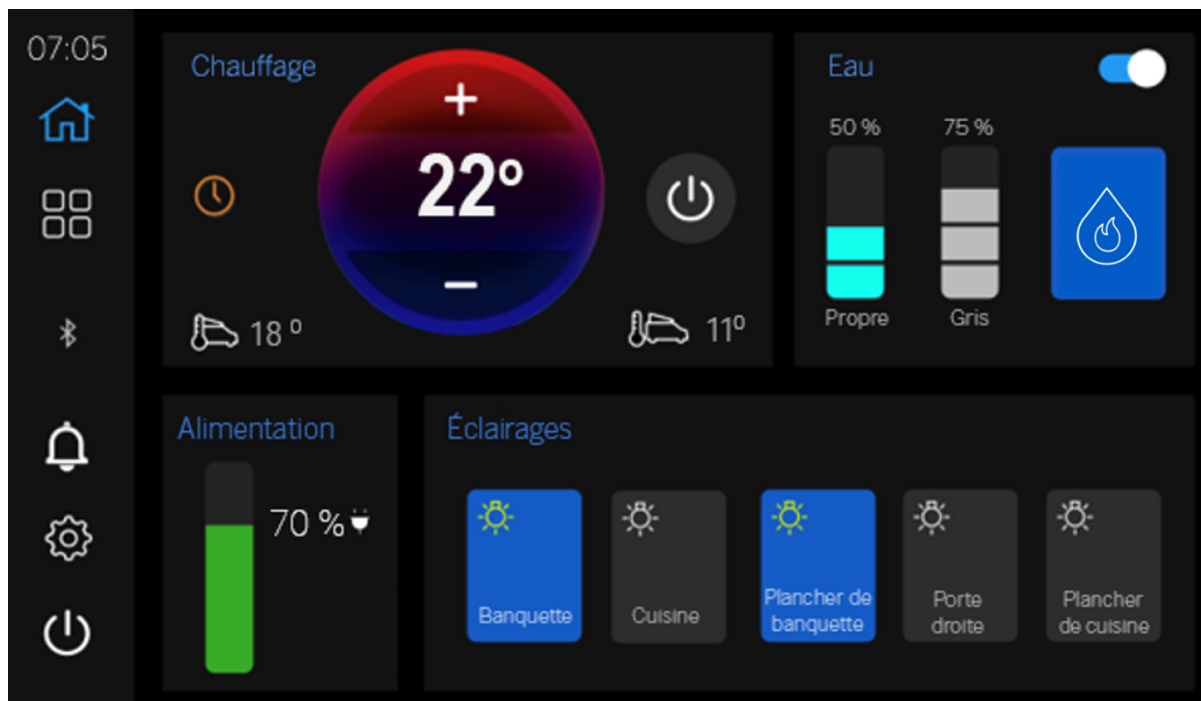 07:05
Chauffage
+
22°
−
18 °
11°
Eau
50 %
75 %
Propre
Gris
Alimentation
70 %
Éclairages
Banquette
Cuisine
Plancher de
banquette
Porte
droite
Plancher
de cuisine